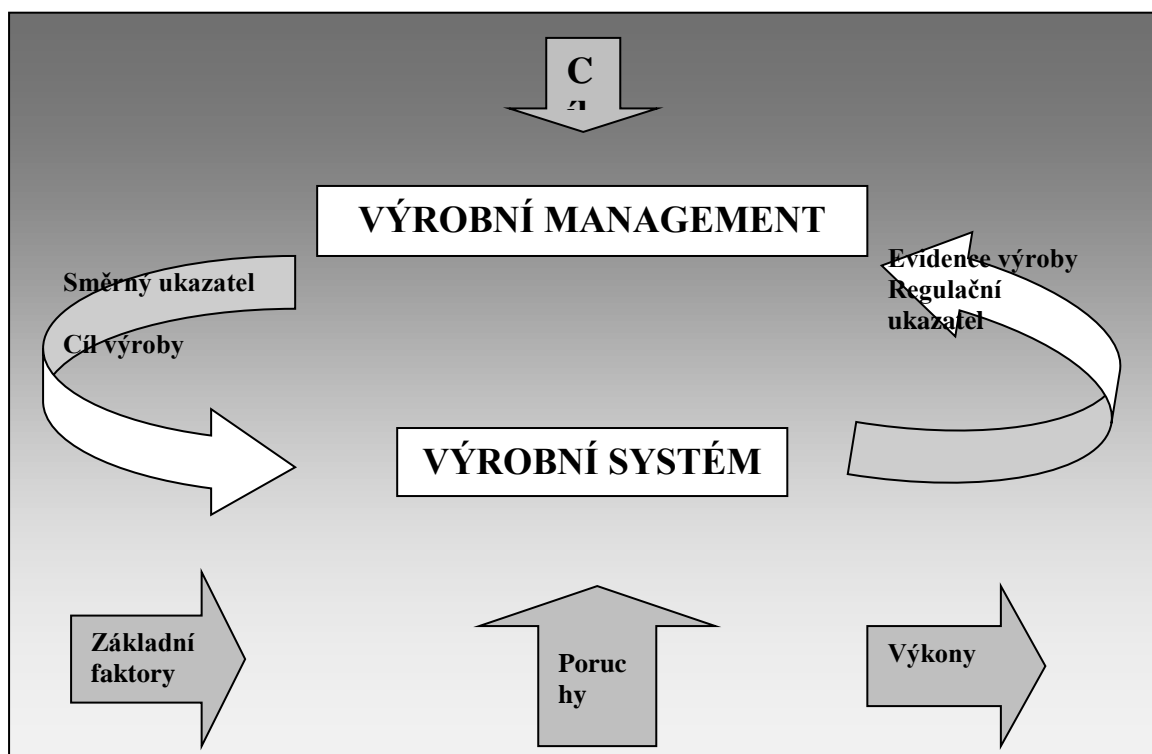 C
VÝROBNÍ MANAGEMENT
Směrný ukazatel
Cíl výroby
Evidence výroby
Regulační
ukazatel
VÝROBNÍ SYSTÉM
Základní
faktory
Poruc
hy
Výkony